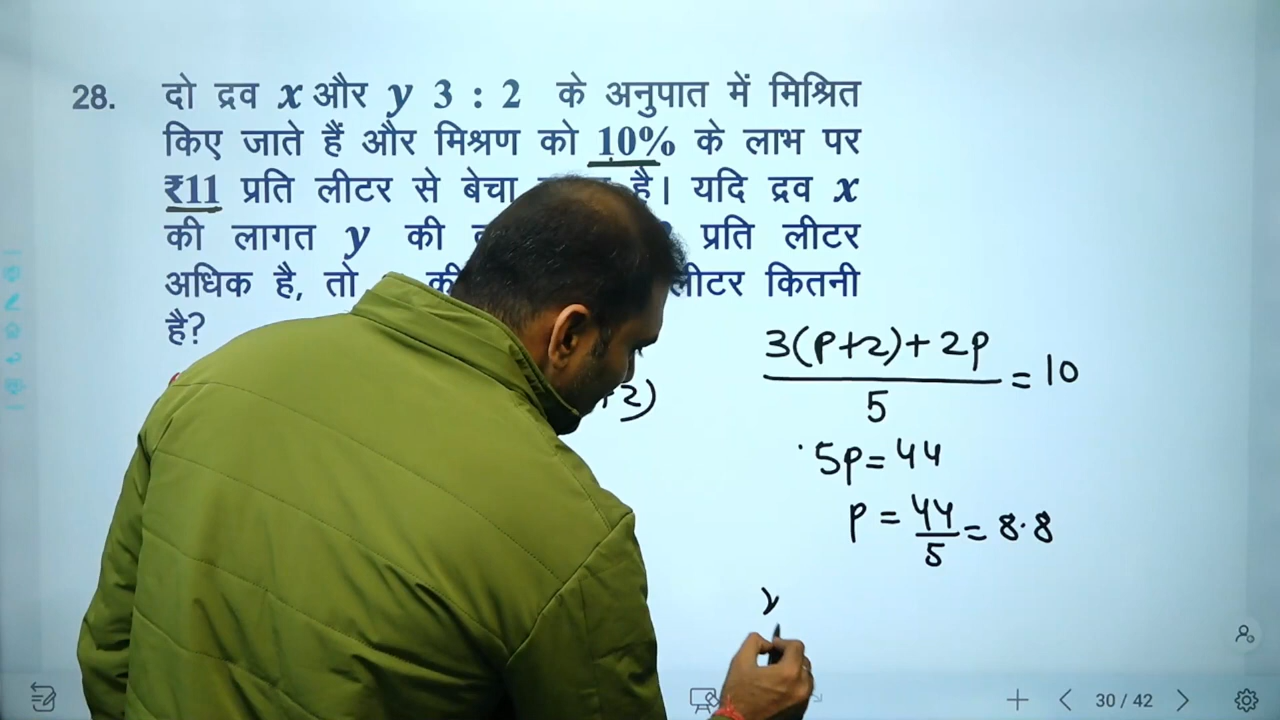 28. दो द्रव x और y 3 : 2 के अनुपात में मिश्रित
किए जाते हैं और मिश्रण को 10% के लाभ पर
₹11 प्रति लीटर से बेचा है। यदि द्रव x
की लागत y की प्रति लीटर
अधिक है, तो की लीटर कितनी
है?
+2)
3(p+2)+2p
5
= 10
5p = 44
p = 44/5 = 8.8
30 / 42